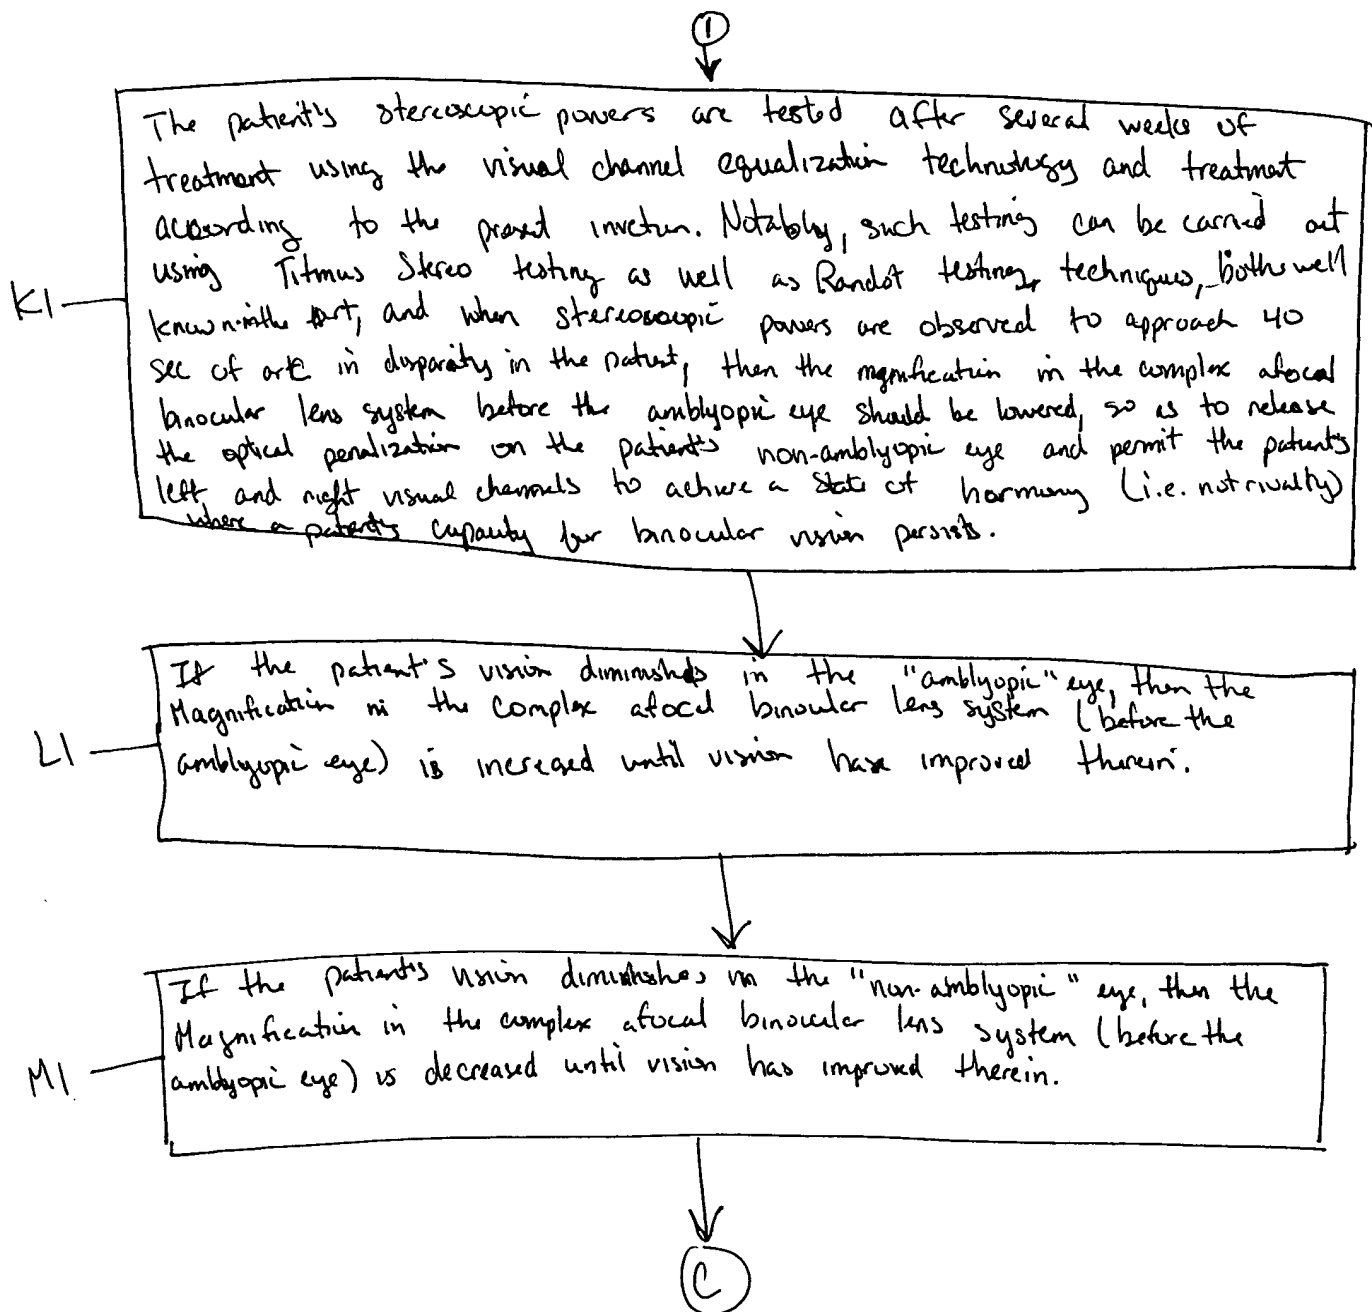 1
The patient's stereoscopic powers are tested after several weeks of
treatment using the visual channel equalization technology and treatment
according to the present invetion. Notably, such testing can be carried out
using Titmus Stereo testing as well as Randot testing, techniques, both well
known in the art, and when stereoscopic powers are observed to approach 40
K1
sec of arc in disparity in the patient, then the magnification in the complex afocal
binocular lens system before the amblyopic eye should be lowered, so as to release
the optical penalization on the patient's non-amblyopic eye and permit the patient's
left and right visual channels to achieve a state of harmony (i.e. not rivalty)
where a patent's capacity for binocular vision persists.
If the patient's vision diminishds in the "amblyopic" eye, then the
Magnification in the complex afocal binocular lens system (before the
L1
amblyopic eye) is increased until vision have improved therein.
If the patient's vision diminishes in the "non-amblyopic" eye, then the
Magnification in the complex afocal binocular lens system (before the
M1
amblyopic eye) is decreased until vision has improved therein.
C